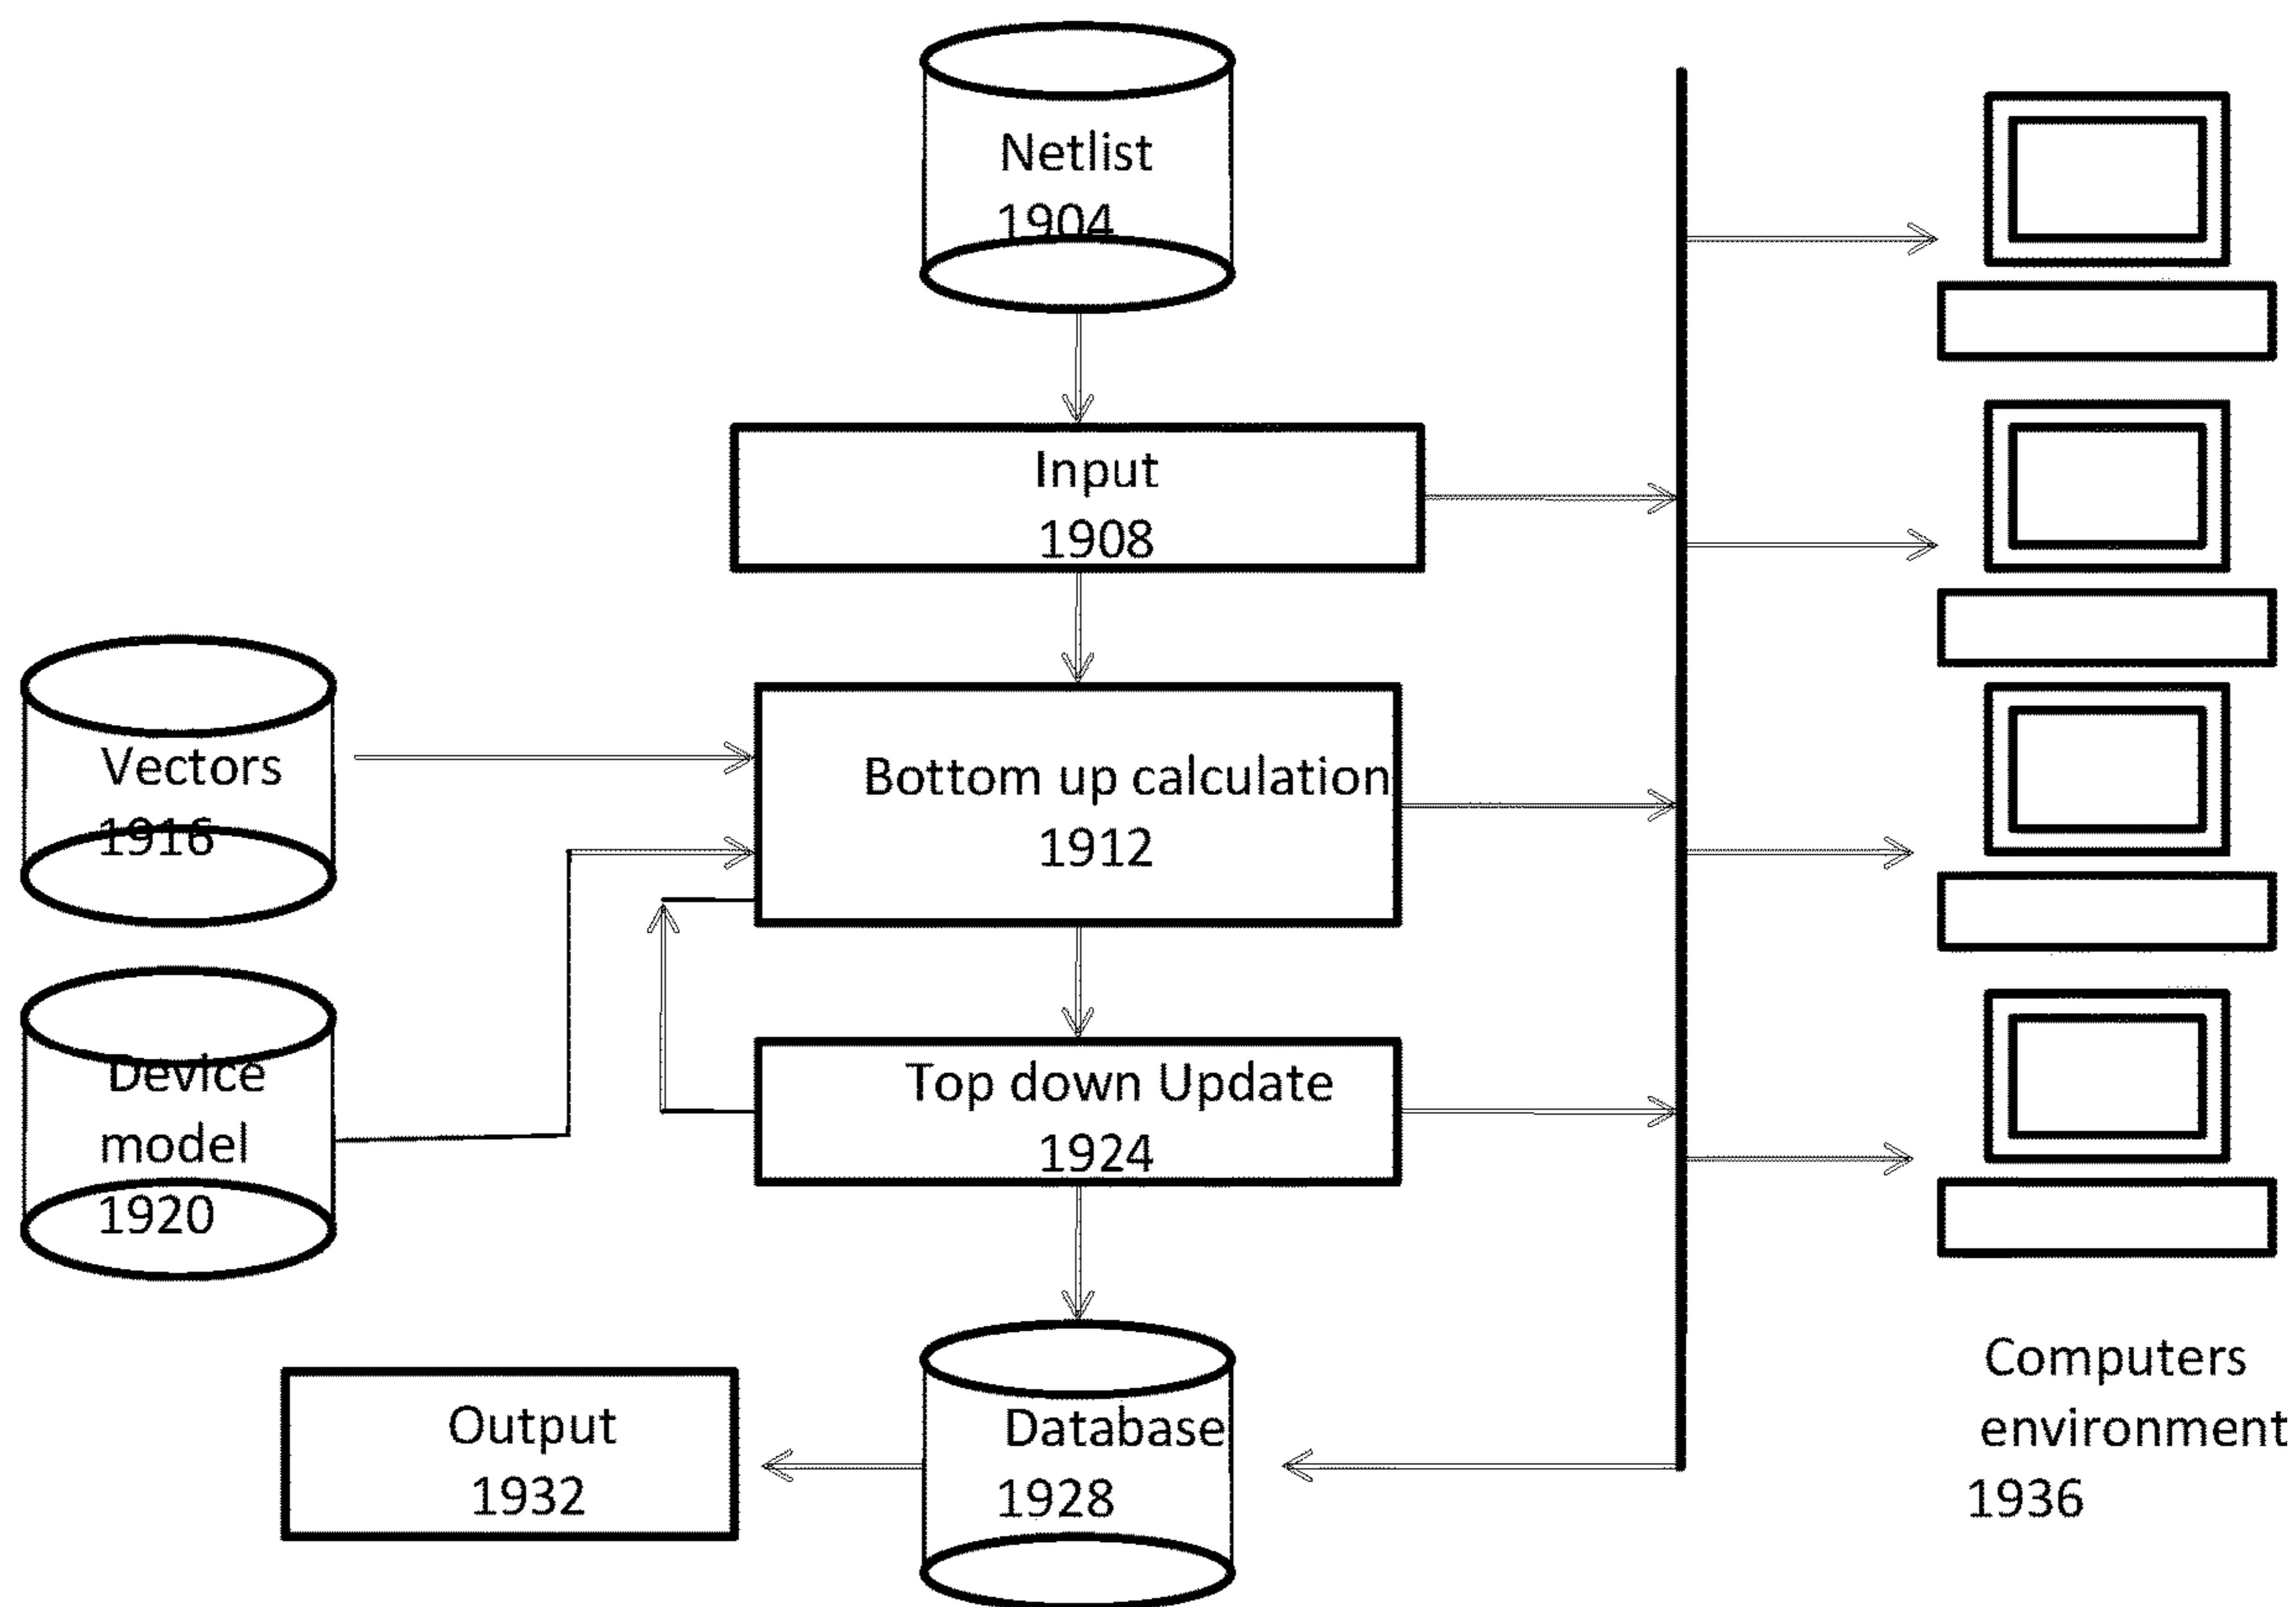 Netlist
1904
Input
1908
Vectors
1916
Bottom up calculation
1912
Device
model
1920
Top down Update
1924
Output
1932
Database
1928
Computers
environment
1936